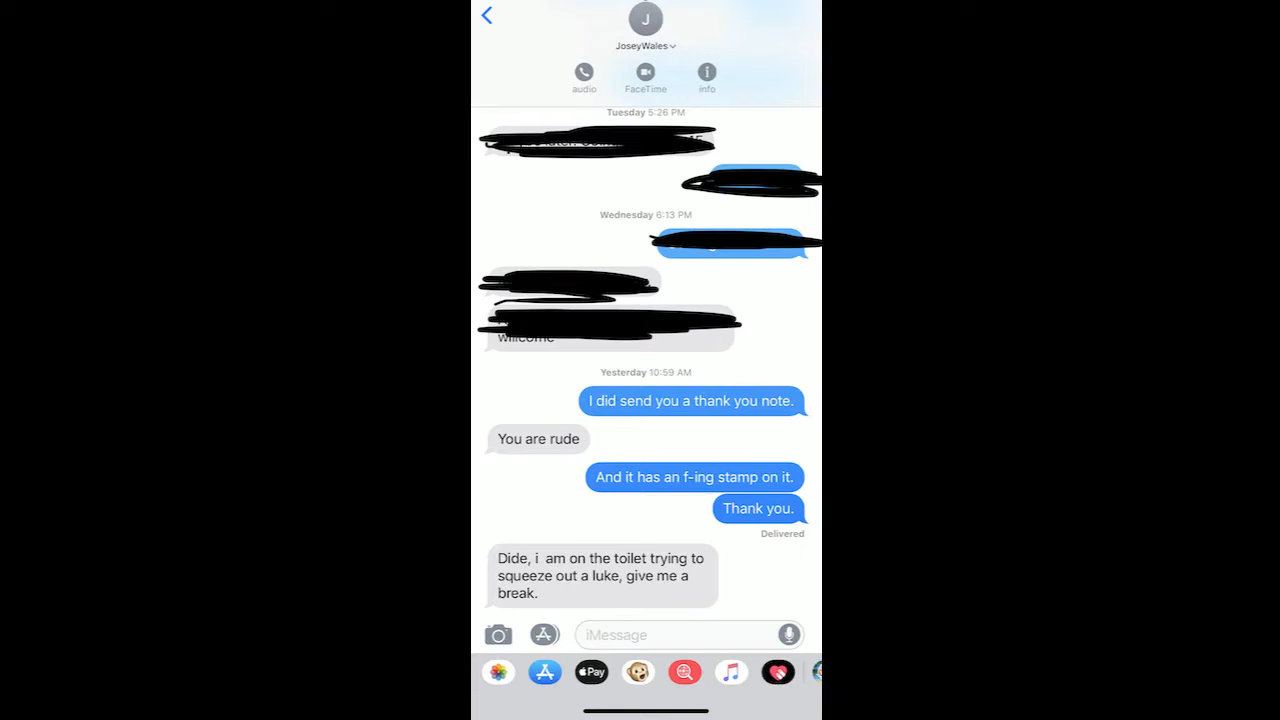 J
JoseyWales
audio FaceTime info
Tuesday 5:26 PM
Wednesday 6:13 PM
willcome
Yesterday 10:59 AM
I did send you a thank you note.
You are rude
And it has an f-ing stamp on it.
Thank you.
Delivered
Dide, i am on the toilet trying to
squeeze out a luke, give me a
break.
iMessage
Pay